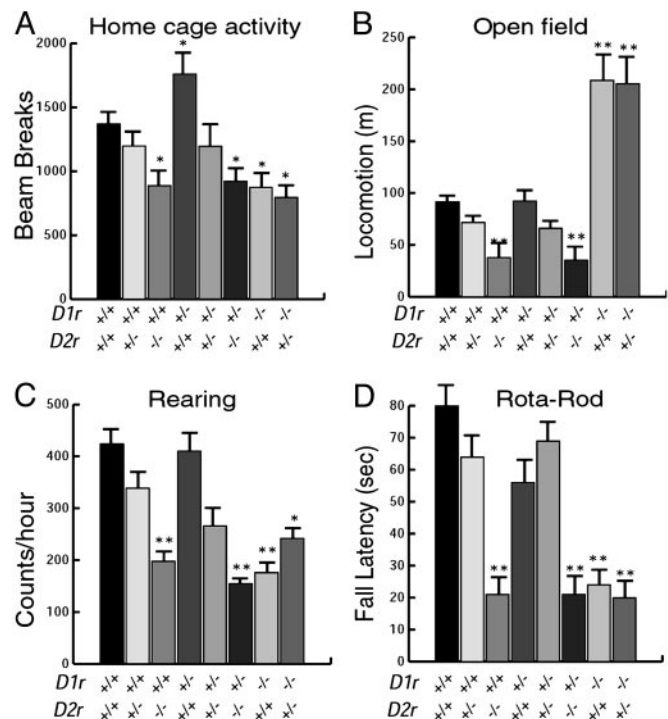 A Home cage activity
Beam Breaks
2000
1500
1000
500
0
* * * * *
D1r +/+ +/+ +/+ +/- +/- +/- -/- -/-
D2r +/+ +/- -/- +/+ +/- -/- +/+ +/-
B Open field
Locomotion (m)
250
200
150
100
50
0
** ** ** **
D1r +/+ +/+ +/+ +/- +/- +/- -/- -/-
D2r +/+ +/- -/- +/+ +/- -/- +/+ +/-
C Rearing
Counts/hour
500
400
300
200
100
0
** ** ** *
D1r +/+ +/+ +/+ +/- +/- +/- -/- -/-
D2r +/+ +/- -/- +/+ +/- -/- +/+ +/-
D Rota-Rod
Fall Latency (sec)
80
70
60
50
40
30
20
10
0
** ** ** **
D1r +/+ +/+ +/+ +/- +/- +/- -/- -/-
D2r +/+ +/- -/- +/+ +/- -/- +/+ +/-